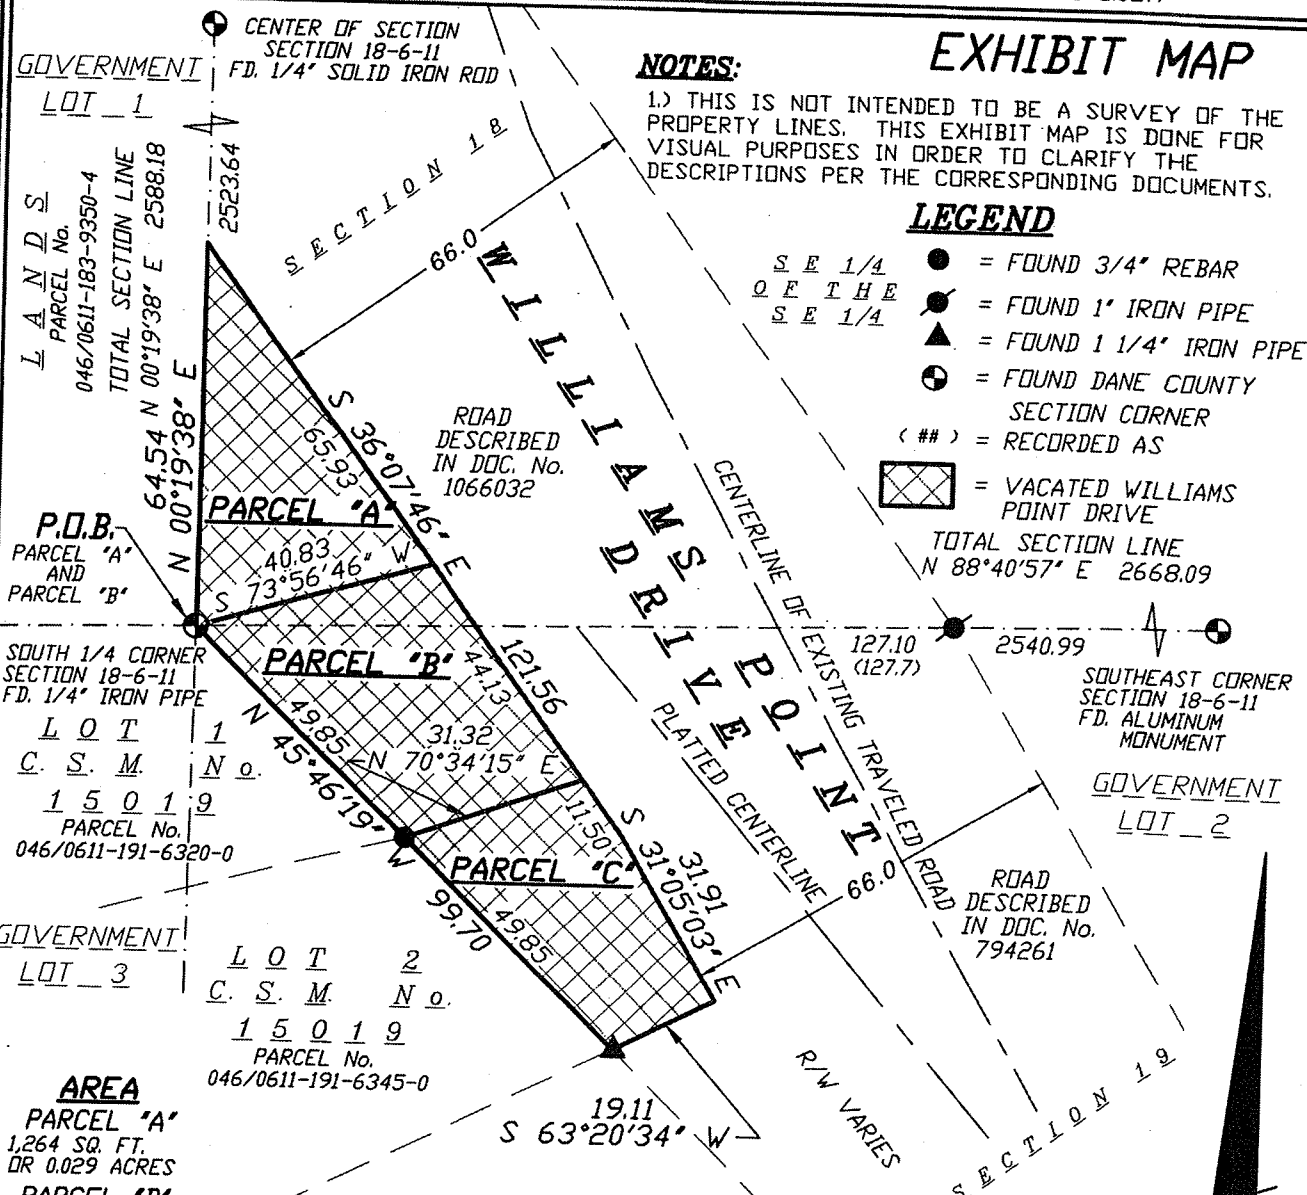 EXHIBIT MAP
CENTER OF SECTION
SECTION 18-6-11
FD. 1/4" SOLID IRON ROD
GOVERNMENT
LOT 1
NOTES:
1.) THIS IS NOT INTENDED TO BE A SURVEY OF THE
PROPERTY LINES. THIS EXHIBIT MAP IS DONE FOR
VISUAL PURPOSES IN ORDER TO CLARIFY THE
DESCRIPTIONS PER THE CORRESPONDING DOCUMENTS.
LEGEND
= FOUND 3/4" REBAR
= FOUND 1" IRON PIPE
= FOUND 1 1/4" IRON PIPE
= FOUND DANE COUNTY
SECTION CORNER
( ## ) = RECORDED AS
= VACATED WILLIAMS
POINT DRIVE
TOTAL SECTION LINE
N 88°40'57" E 2668.09
SE 1/4
OF THE
SE 1/4
SECTION 18
LANDS
PARCEL No.
046/0611-183-9350-4
TOTAL SECTION LINE
N 00°19'38" E 2588.18
2523.64
64.54
N 00°19'38" E
66.0
WILLIAMS POINT
DRIVE
ROAD
DESCRIBED
IN DOC. No.
1066032
S 36°07'46" E
65.93
121.56
PARCEL "A"
40.83
S 73°56'46" W
P.O.B.
PARCEL "A"
AND
PARCEL "B"
SOUTH 1/4 CORNER
SECTION 18-6-11
FD. 1/4" IRON PIPE
PARCEL "B"
44.13
49.85
31.32
N 70°34'15" E
N 45°46'19" W
99.70
11.50
PARCEL "C"
49.85
S 31°05'03" E
31.91
CENTERLINE OF EXISTING TRAVELED ROAD
PLATTED CENTERLINE
127.10
(127.7)
2540.99
SOUTHEAST CORNER
SECTION 18-6-11
FD. ALUMINUM
MONUMENT
GOVERNMENT
LOT 2
LOT 1
C.S.M. No.
15019
PARCEL No.
046/0611-191-6320-0
66.0
ROAD
DESCRIBED
IN DOC. No.
794261
GOVERNMENT
LOT 3
LOT 2
C.S.M. No.
15019
PARCEL No.
046/0611-191-6345-0
19.11
S 63°20'34" W
R/W VARIES
SECTION 19
AREA
PARCEL "A"
1,264 SQ. FT.
OR 0.029 ACRES
PARCEL "B"